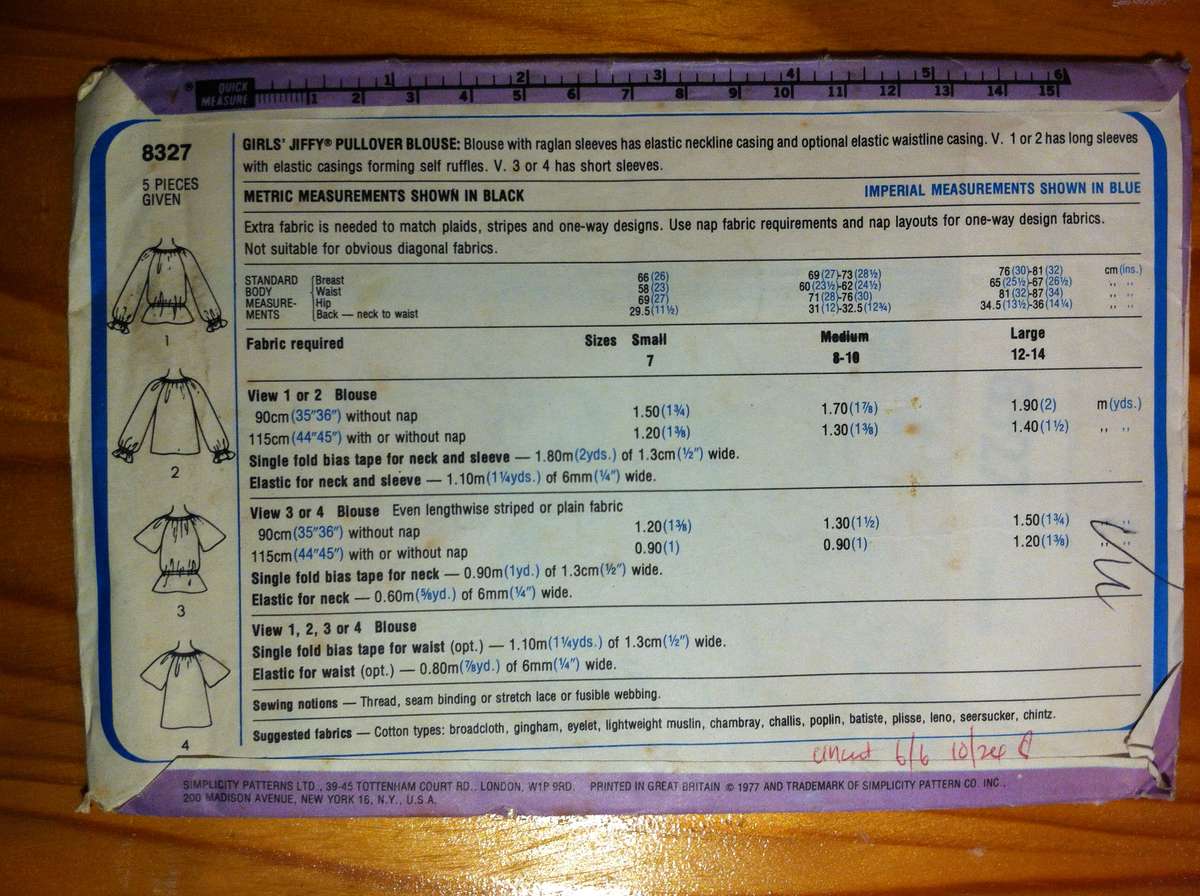 ® QUICK MEASURE
1 2 3 4 5 6
1 2 3 4 5 6 7 8 9 10 11 12 13 14 15
8327
5 PIECES
GIVEN
1
2
3
4
GIRLS' JIFFY® PULLOVER BLOUSE: Blouse with raglan sleeves has elastic neckline casing and optional elastic waistline casing. V. 1 or 2 has long sleeves
with elastic casings forming self ruffles. V. 3 or 4 has short sleeves.
METRIC MEASUREMENTS SHOWN IN BLACK IMPERIAL MEASUREMENTS SHOWN IN BLUE
Extra fabric is needed to match plaids, stripes and one-way designs. Use nap fabric requirements and nap layouts for one-way design fabrics.
Not suitable for obvious diagonal fabrics.
STANDARD Breast 66 (26) 69 (27)-73 (28½) 76 (30)-81 (32) cm (ins.)
BODY Waist 58 (23) 60 (23½)-62 (24½) 65 (25½)-67 (26½) " "
MEASURE- Hip 69 (27) 71 (28)-76 (30) 81 (32)-87 (34) " "
MENTS Back — neck to waist 29.5 (11½) 31 (12)-32.5 (12¾) 34.5 (13½)-36 (14¼) " "
Fabric required Sizes Small Medium Large
7 8-10 12-14
View 1 or 2 Blouse
90cm (35"36") without nap 1.50 (1¾) 1.70 (1⅞) 1.90 (2) m (yds.)
115cm (44"45") with or without nap 1.20 (1⅜) 1.30 (1⅜) 1.40 (1½) " "
Single fold bias tape for neck and sleeve — 1.80m (2yds.) of 1.3cm (½") wide.
Elastic for neck and sleeve — 1.10m (1¼yds.) of 6mm (¼") wide.
View 3 or 4 Blouse Even lengthwise striped or plain fabric
90cm (35"36") without nap 1.20 (1⅜) 1.30 (1½) 1.50 (1¾) " "
115cm (44"45") with or without nap 0.90 (1) 0.90 (1) 1.20 (1⅜) " "
Single fold bias tape for neck — 0.90m (1yd.) of 1.3cm (½") wide.
Elastic for neck — 0.60m (⅝yd.) of 6mm (¼") wide.
View 1, 2, 3 or 4 Blouse
Single fold bias tape for waist (opt.) — 1.10m (1¼yds.) of 1.3cm (½") wide.
Elastic for waist (opt.) — 0.80m (⅞yd.) of 6mm (¼") wide.
Sewing notions — Thread, seam binding or stretch lace or fusible webbing.
Suggested fabrics — Cotton types: broadcloth, gingham, eyelet, lightweight muslin, chambray, challis, poplin, batiste, plisse, leno, seersucker, chintz.
6/6
SIMPLICITY PATTERNS LTD., 39-45 TOTTENHAM COURT RD., LONDON, W1P 9RD. PRINTED IN GREAT BRITAIN © 1977 AND TRADEMARK OF SIMPLICITY PATTERN CO. INC.,
200 MADISON AVENUE, NEW YORK 16, N.Y., U.S.A.